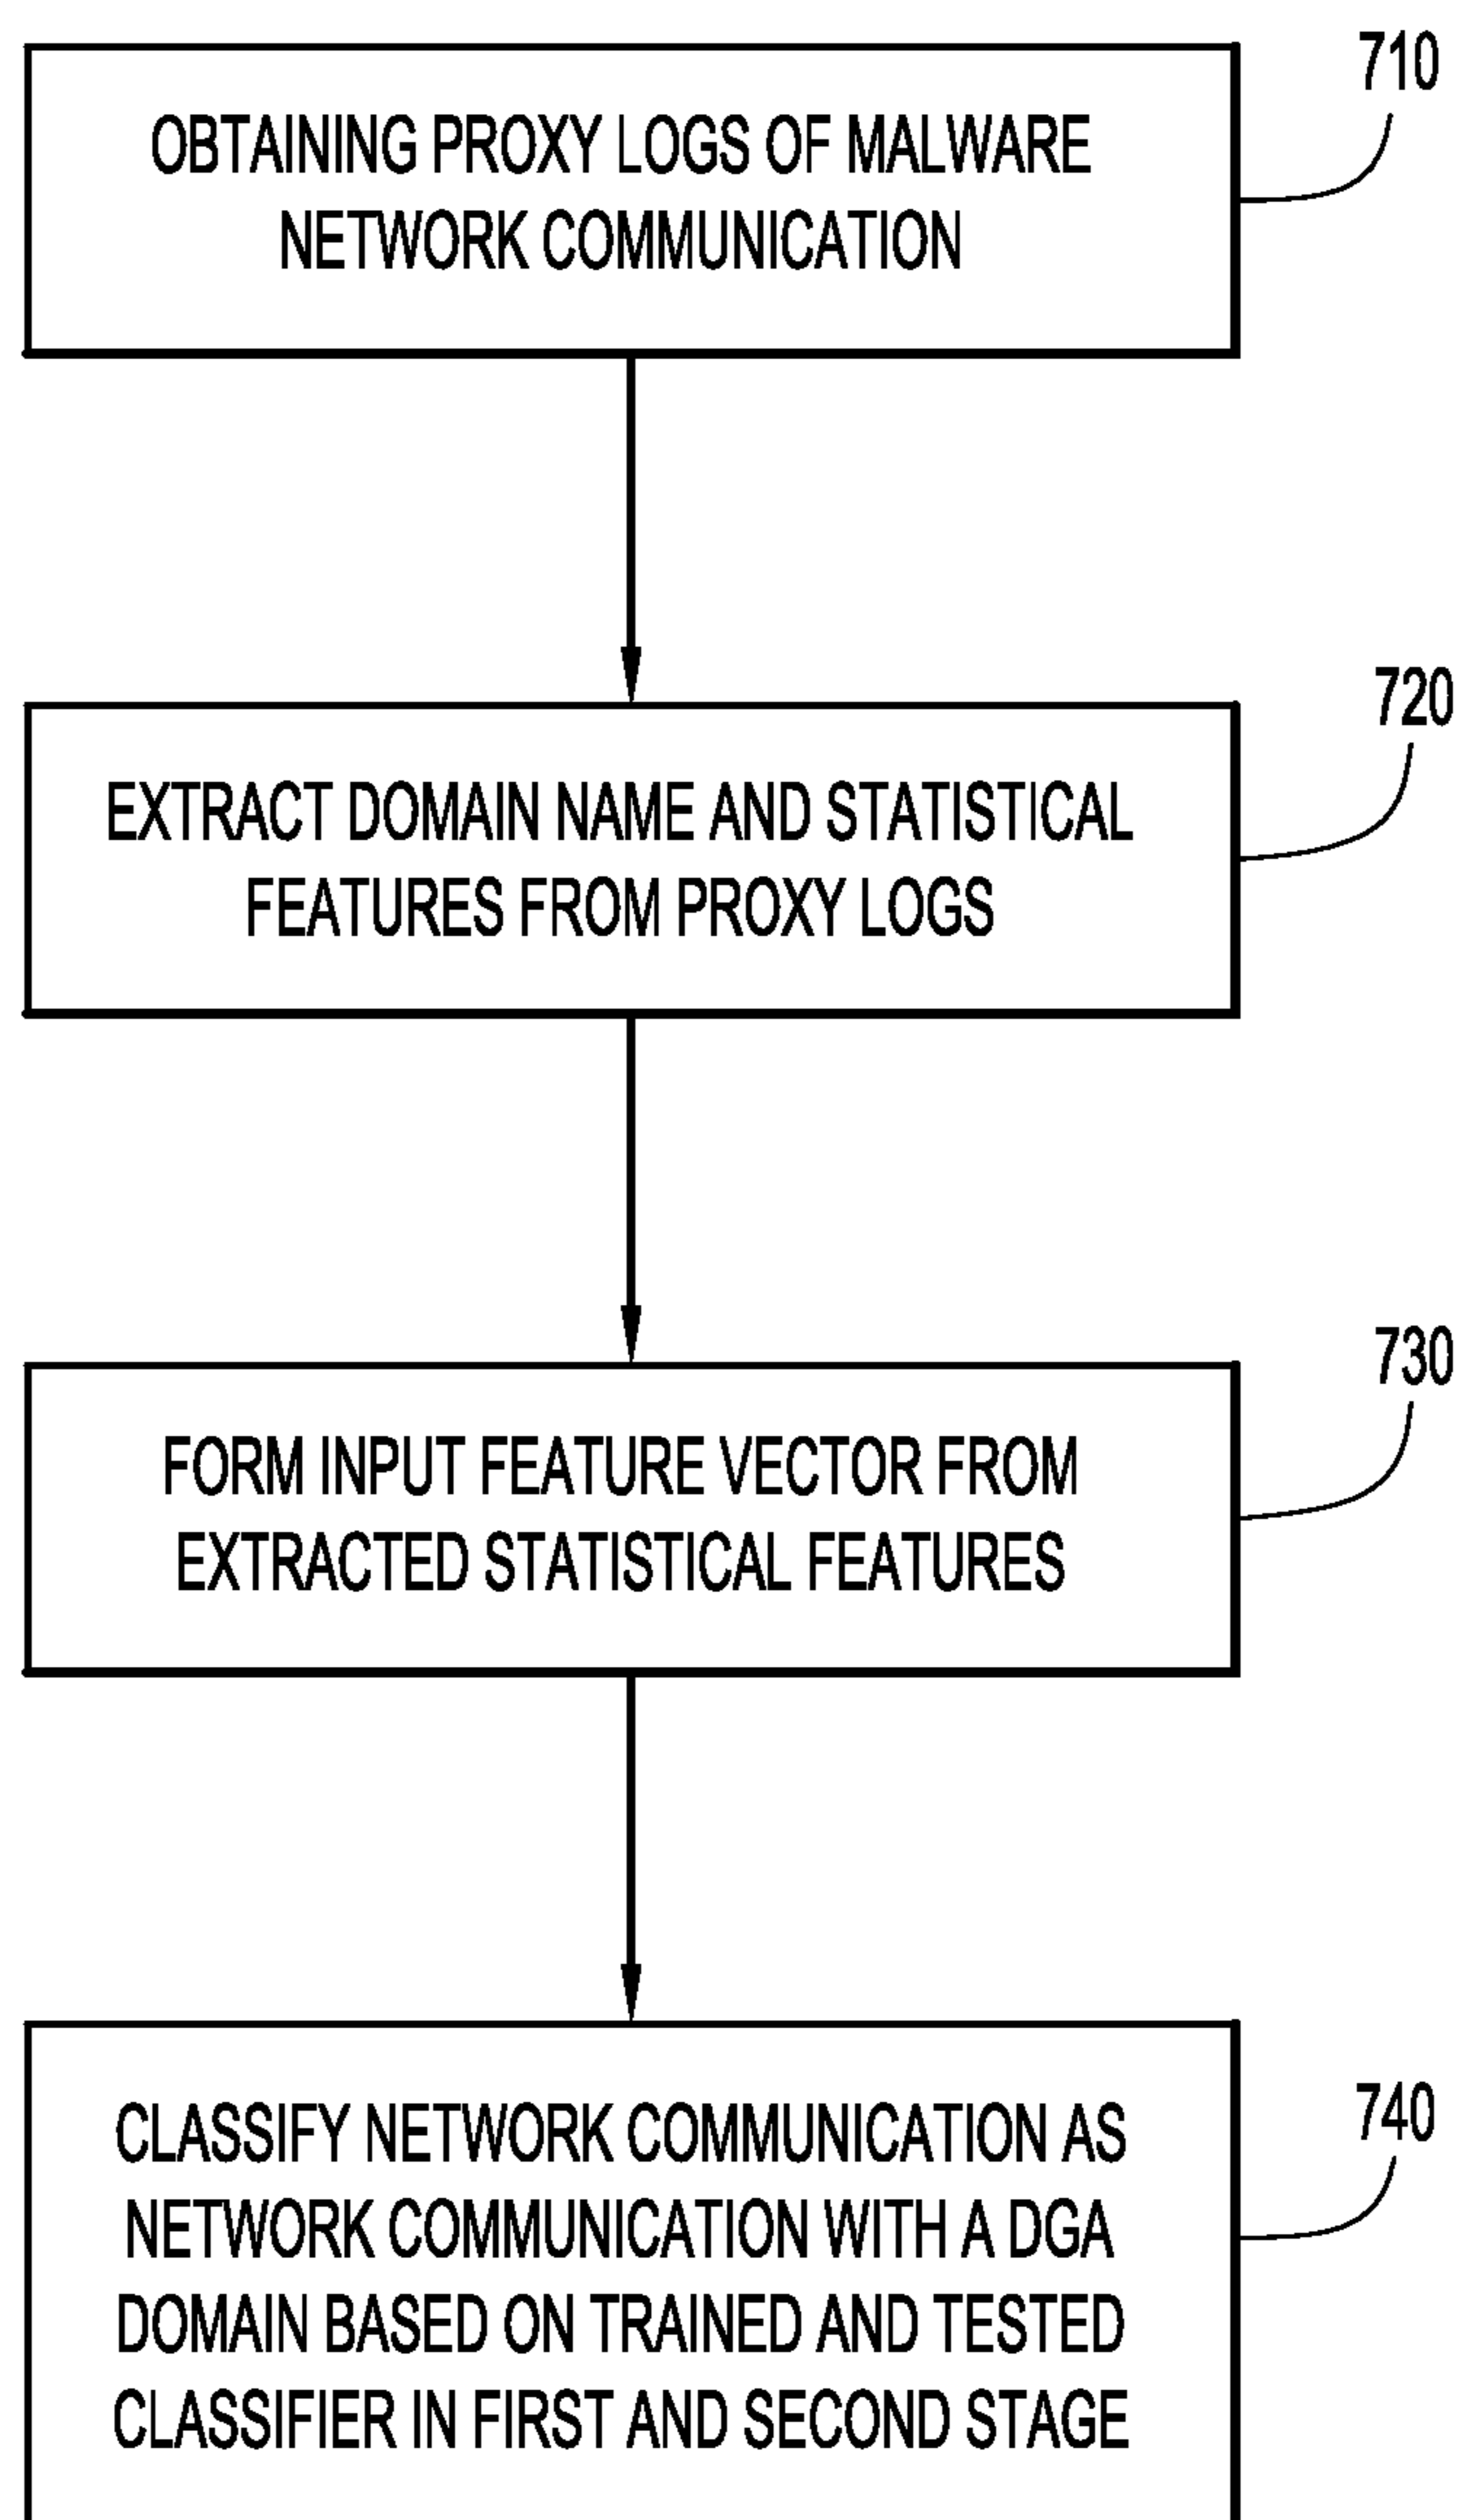 710
OBTAINING PROXY LOGS OF MALWARE
NETWORK COMMUNICATION
720
EXTRACT DOMAIN NAME AND STATISTICAL
FEATURES FROM PROXY LOGS
730
FORM INPUT FEATURE VECTOR FROM
EXTRACTED STATISTICAL FEATURES
740
CLASSIFY NETWORK COMMUNICATION AS
NETWORK COMMUNICATION WITH A DGA
DOMAIN BASED ON TRAINED AND TESTED
CLASSIFIER IN FIRST AND SECOND STAGE